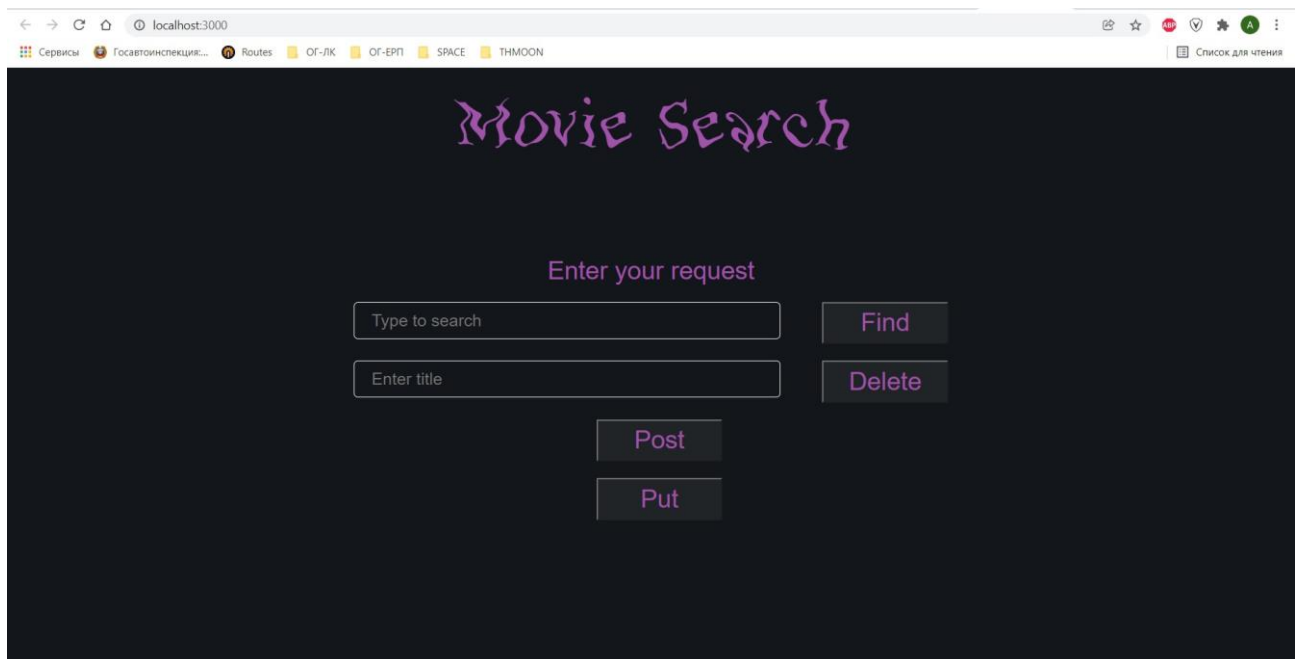 localhost:3000
ABP
A
Сервисы Госавтоинспекция:... Routes ОГ-ЛК ОГ-ЕРП SPACE THMOON Список для чтения
Movie Search
Enter your request
Type to search Find
Enter title Delete
Post
Put